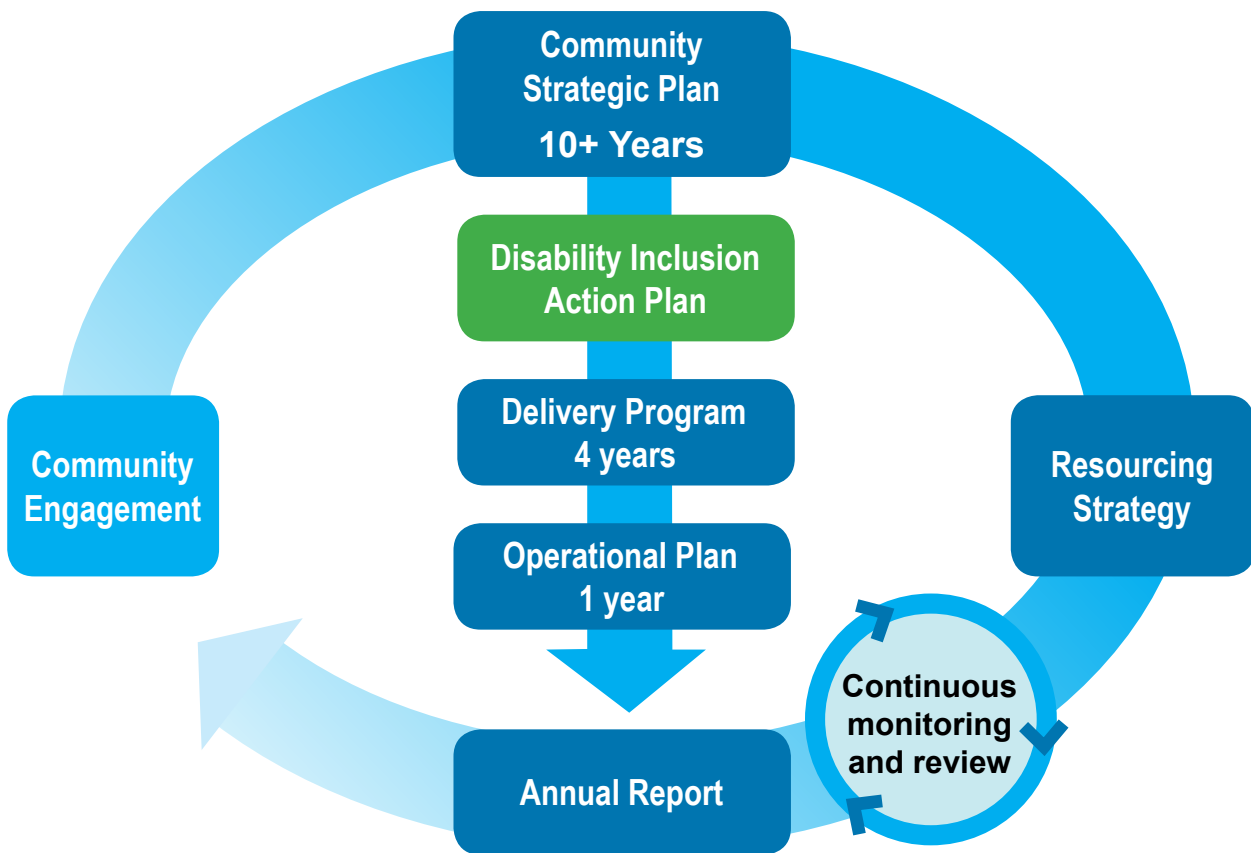 Community
Strategic Plan
10+ Years
Disability Inclusion
Action Plan
Delivery Program
4 years
Community
Engagement
Resourcing
Strategy
Operational Plan
1 year
Continuous
monitoring
and review
Annual Report